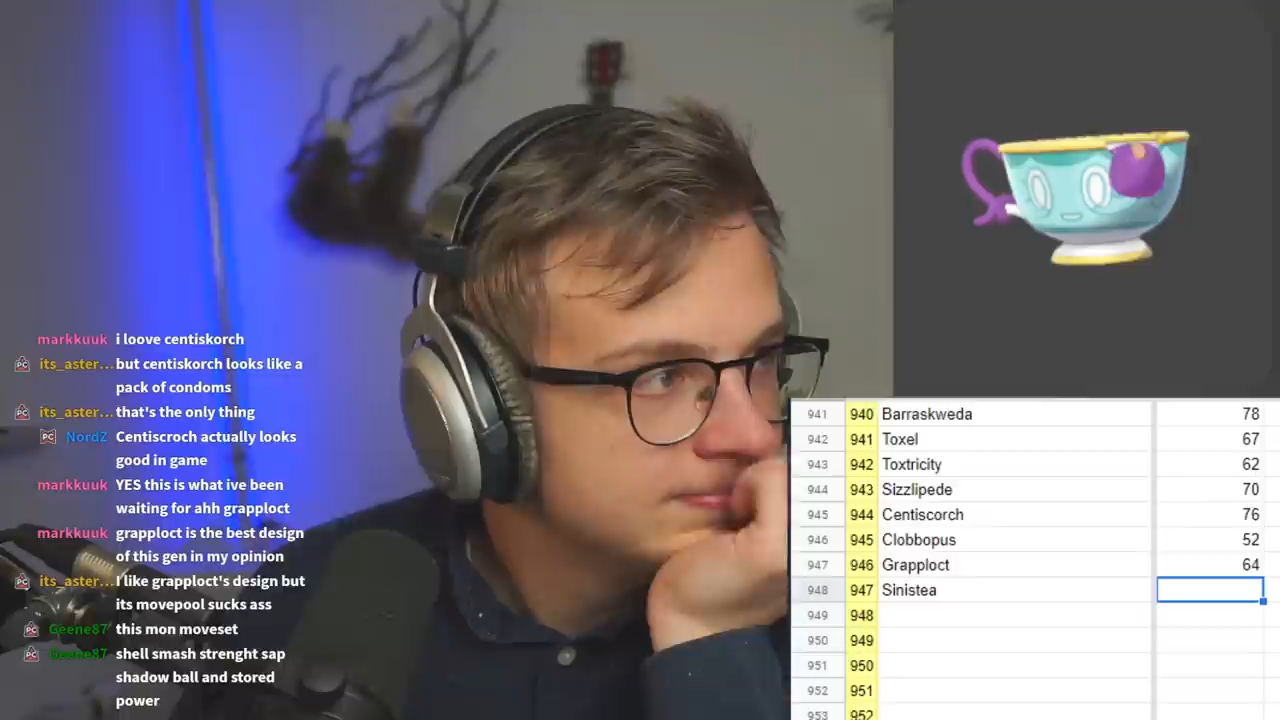 markkuuk i loove centiskorch
its_aster... but centiskorch looks like a
pack of condoms
its_aster... that's the only thing
NordZ Centiscroch actually looks
good in game
markkuuk YES this is what ive been
waiting for ahh grapploct
markkuuk grapploct is the best design
of this gen in my opinion
its_aster... I like grapploct's design but
its movepool sucks ass
Geene87 this mon moveset
Geene87 shell smash strenght sap
shadow ball and stored
power
941 940 Barraskweda 78
942 941 Toxel 67
943 942 Toxtricity 62
944 943 Sizzlipede 70
945 944 Centiscorch 76
946 945 Clobbopus 52
947 946 Grapploct 64
948 947 Sinistea
949 948
950 949
951 950
952 951
953 952